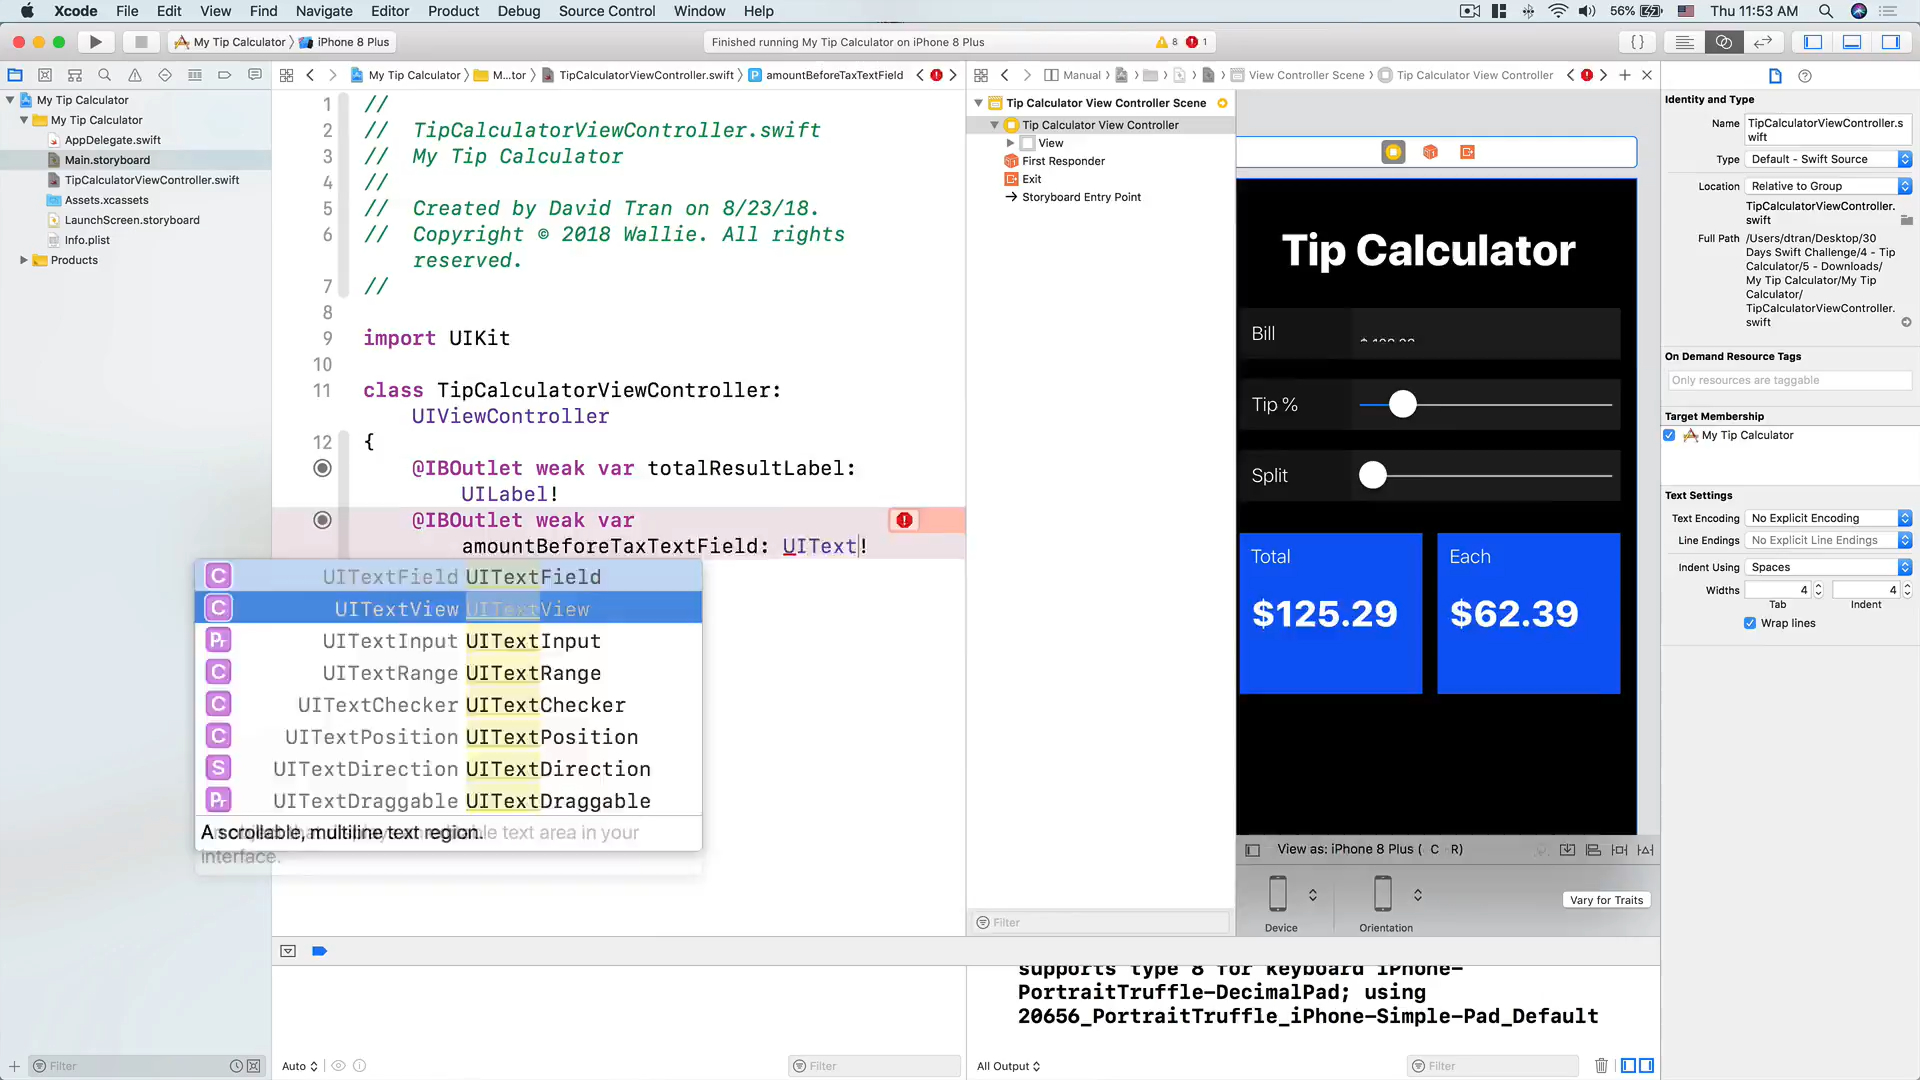 Xcode File Edit View Find Navigate Editor Product Debug Source Control Window Help
56% Thu 11:53 AM
My Tip Calculator iPhone 8 Plus
Finished running My Tip Calculator on iPhone 8 Plus
8 1
My Tip Calculator M...tor TipCalculatorViewController.swift amountBeforeTaxTextField
Manual View Controller Scene Tip Calculator View Controller
My Tip Calculator
My Tip Calculator
AppDelegate.swift
Main.storyboard
TipCalculatorViewController.swift
Assets.xcassets
LaunchScreen.storyboard
Info.plist
Products
1 //
2 // TipCalculatorViewController.swift
3 // My Tip Calculator
4 //
5 // Created by David Tran on 8/23/18.
6 // Copyright © 2018 Wallie. All rights
reserved.
7 //
8
9 import UIKit
10
11 class TipCalculatorViewController:
UIViewController
12 {
@IBOutlet weak var totalResultLabel:
UILabel!
@IBOutlet weak var
amountBeforeTaxTextField: UIText!
C UITextField UITextField
C UITextView UITextView
Pr UITextInput UITextInput
C UITextRange UITextRange
C UITextChecker UITextChecker
C UITextPosition UITextPosition
S UITextDirection UITextDirection
Pr UITextDraggable UITextDraggable
A scrollable, multiline text region.
text area in your
interface.
Tip Calculator View Controller Scene
Tip Calculator View Controller
View
First Responder
Exit
Storyboard Entry Point
Filter
Tip Calculator
Bill
Tip %
Split
Total
$125.29
Each
$62.39
View as: iPhone 8 Plus ( C R)
Device
Orientation
Vary for Traits
supports type 8 for keyboard iPhone-
PortraitTruffle-DecimalPad; using
20656_PortraitTruffle_iPhone-Simple-Pad_Default
Filter
Auto
Filter
All Output
Filter
Identity and Type
Name TipCalculatorViewController.s
wift
Type Default - Swift Source
Location Relative to Group
TipCalculatorViewController.
swift
Full Path /Users/dtran/Desktop/30
Days Swift Challenge/4 - Tip
Calculator/5 - Downloads/
My Tip Calculator/My Tip
Calculator/
TipCalculatorViewController.
swift
On Demand Resource Tags
Only resources are taggable
Target Membership
My Tip Calculator
Text Settings
Text Encoding No Explicit Encoding
Line Endings No Explicit Line Endings
Indent Using Spaces
Widths 4 4
Tab Indent
Wrap lines